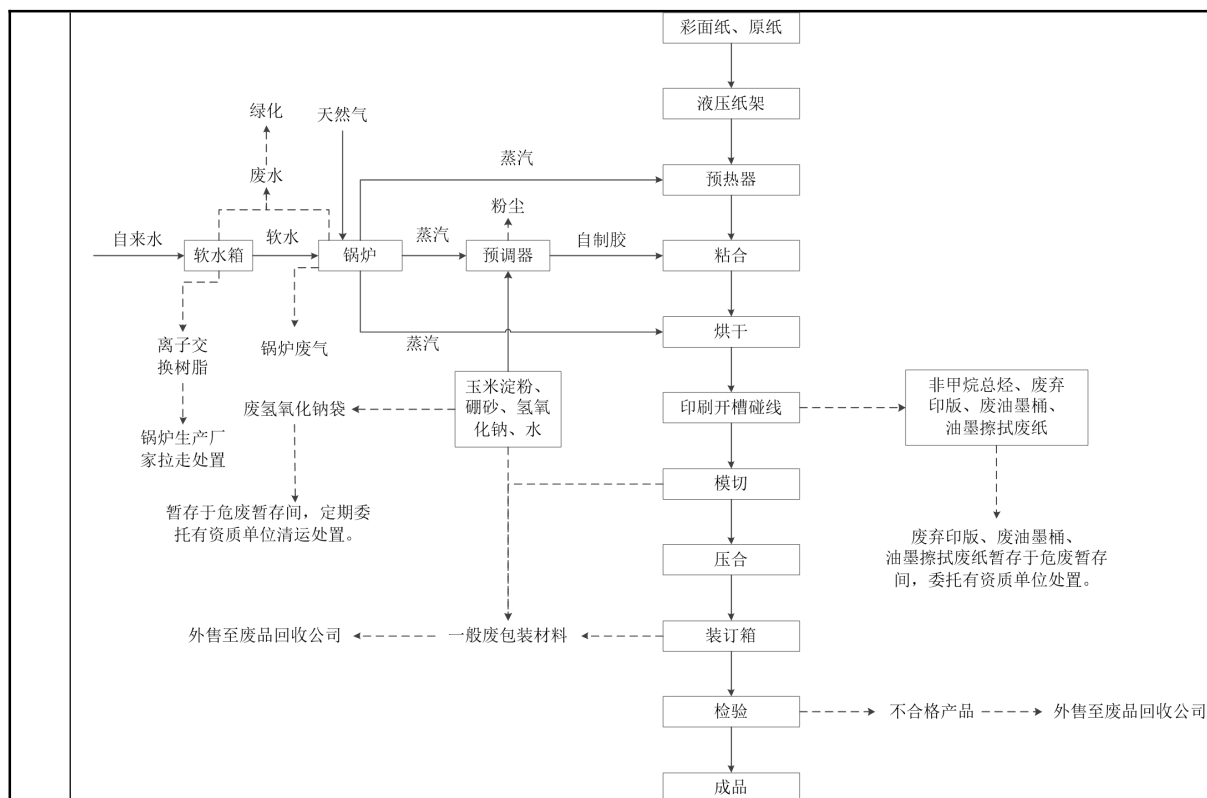 彩面纸、原纸
液压纸架
绿化
天然气
蒸汽
废水
预热器
粉尘
自来水
软水
蒸汽
自制胶
软水箱
锅炉
预调器
粘合
离子交
换树脂
锅炉废气
蒸汽
烘干
玉米淀粉、
硼砂、氢氧
化钠、水
废氢氧化钠袋
印刷开槽碰线
非甲烷总烃、废弃
印版、废油墨桶、
油墨擦拭废纸
锅炉生产厂
家拉走处置
模切
暂存于危废暂存间，定期委
托有资质单位清运处置。
废弃印版、废油墨桶、
油墨擦拭废纸暂存于危废暂存
间，委托有资质单位处置。
压合
外售至废品回收公司
一般废包装材料
装订箱
检验
不合格产品
外售至废品回收公司
成品